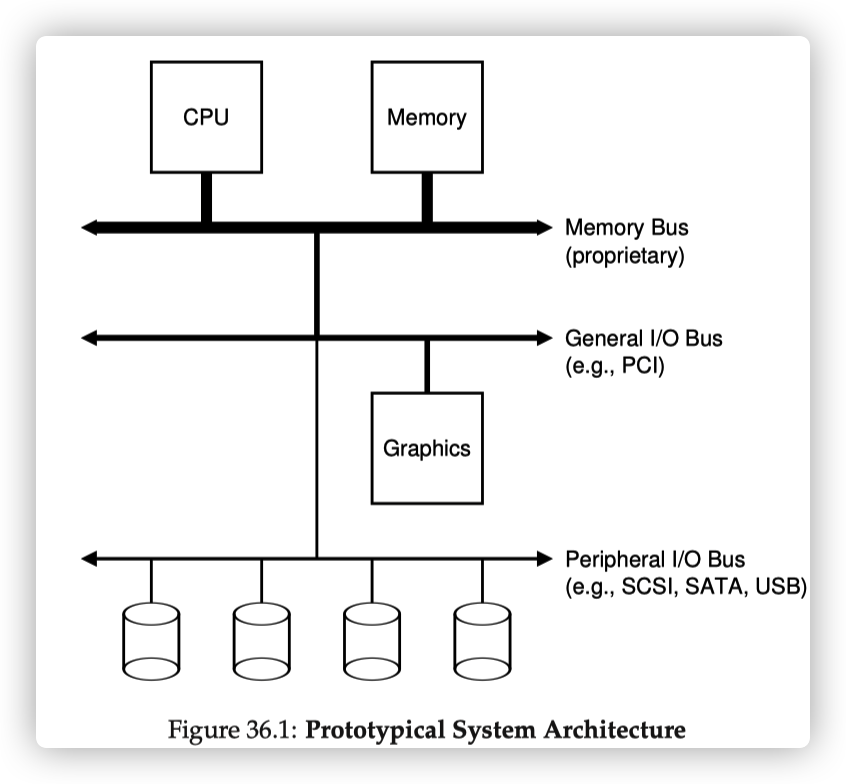 CPU
Memory
Memory Bus
(proprietary)
General I/O Bus
(e.g., PCI)
Graphics
Peripheral I/O Bus
(e.g., SCSI, SATA, USB)
Figure 36.1: Prototypical System Architecture